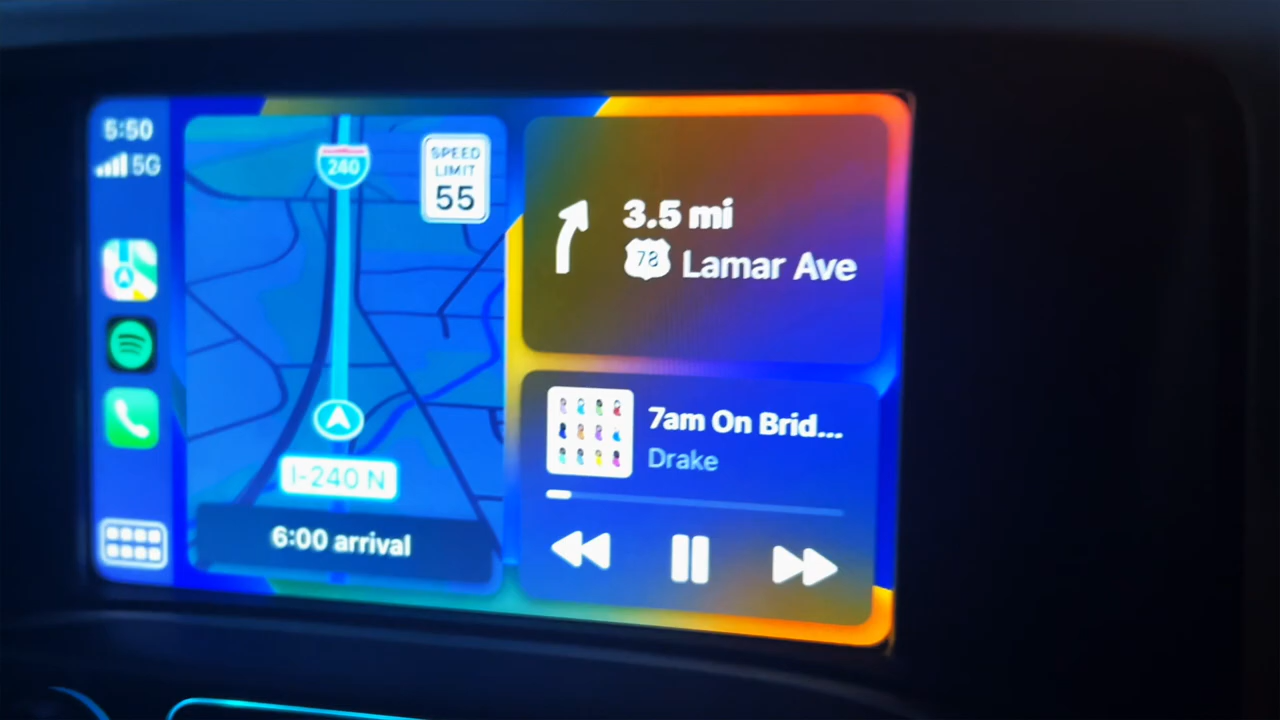 5:50
5G
240
SPEED
LIMIT
55
I-240 N
6:00 arrival
3.5 mi
78 Lamar Ave
7am On Brid...
Drake